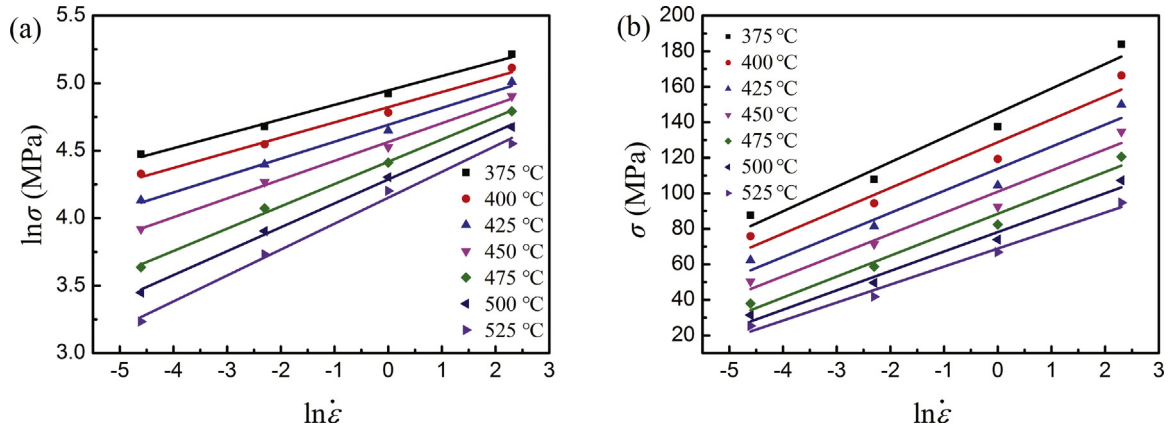 (a)
5.5
5.0
4.5
4.0
3.5
3.0
lnσ (MPa)
375 °C
400 °C
425 °C
450 °C
475 °C
500 °C
525 °C
-5 -4 -3 -2 -1 0 1 2 3
lnε̇
(b)
200
180
160
140
120
100
80
60
40
20
σ (MPa)
375 °C
400 °C
425 °C
450 °C
475 °C
500 °C
525 °C
-5 -4 -3 -2 -1 0 1 2 3
lnε̇